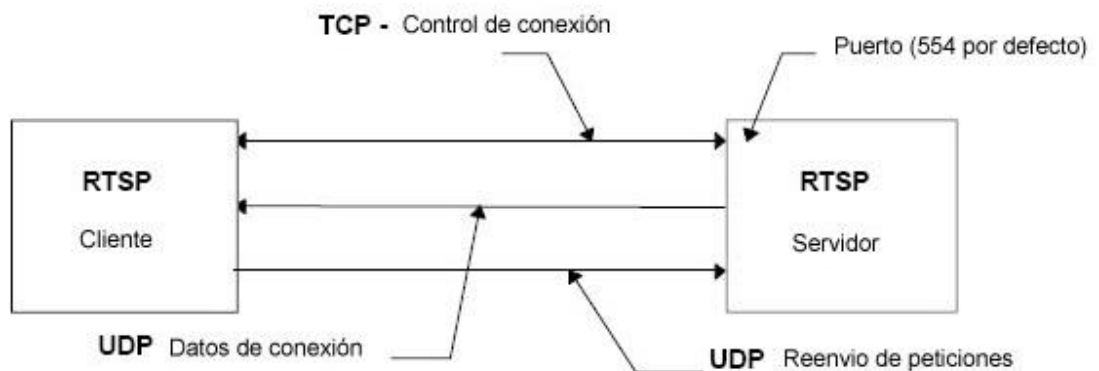 TCP - Control de conexión
Puerto (554 por defecto)
RTSP
Cliente
RTSP
Servidor
UDP Datos de conexión
UDP Reenvio de peticiones